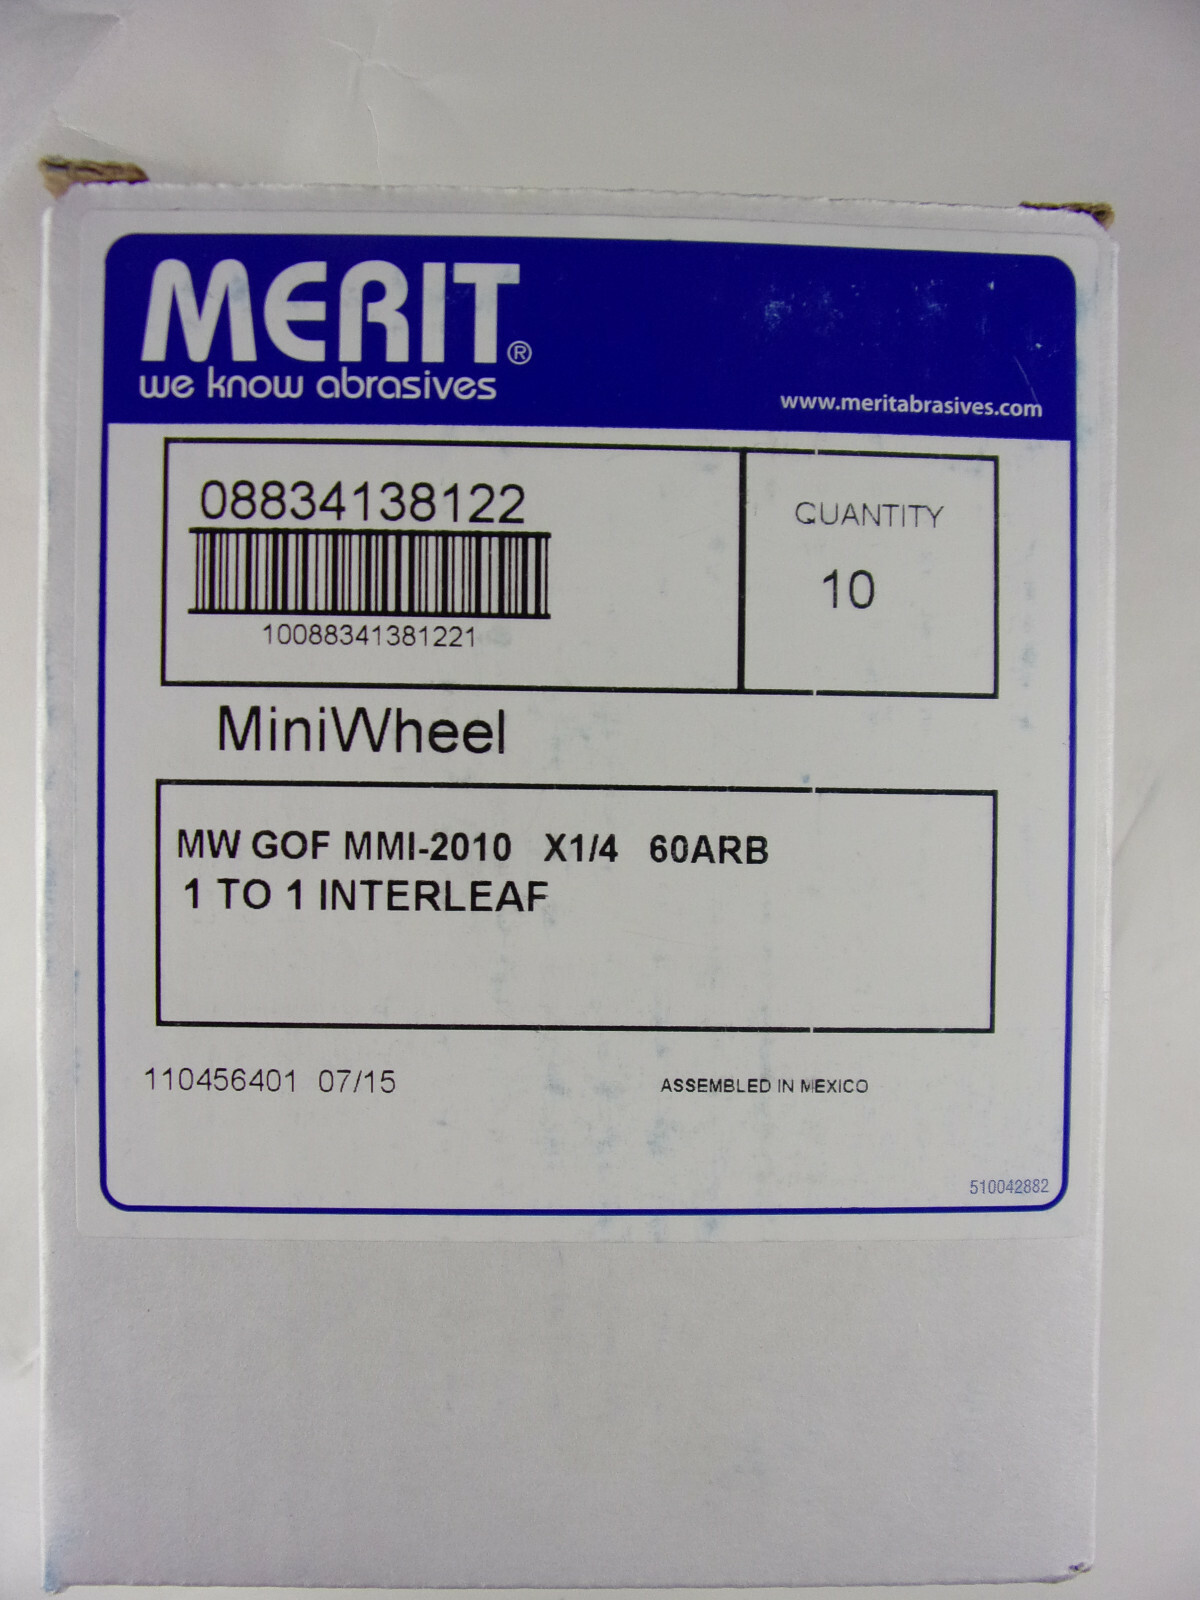 MERIT®
we know abrasives
www.meritabrasives.com
08834138122
10088341381221
QUANTITY
10
MiniWheel
MW GOF MMI-2010 X1/4 60ARB
1 TO 1 INTERLEAF
110456401 07/15
ASSEMBLED IN MEXICO
510042882